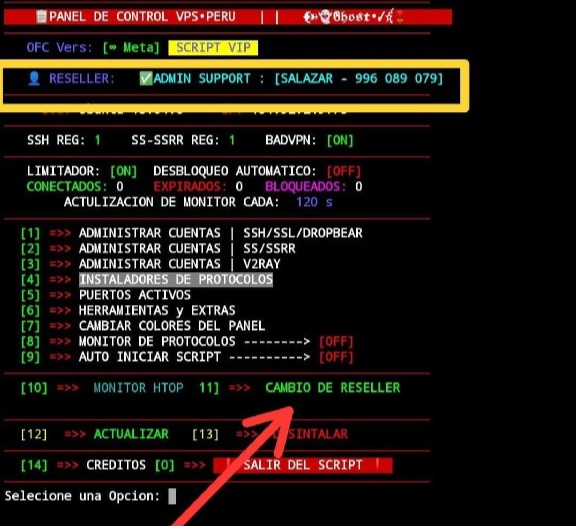 📋PANEL DE CONTROL VPS•PERU || 👻Ghost•
OFC Vers: [∞ Meta] SCRIPT VIP
👤 RESELLER: ✅ADMIN SUPPORT : [SALAZAR - 996 089 079]
SSH REG: 1 SS-SSRR REG: 1 BADVPN: [ON]
LIMITADOR: [ON] DESBLOQUEO AUTOMATICO: [OFF]
CONECTADOS: 0 EXPIRADOS: 0 BLOQUEADOS: 0
ACTULIZACION DE MONITOR CADA: 120 s
[1] =>> ADMINISTRAR CUENTAS | SSH/SSL/DROPBEAR
[2] =>> ADMINISTRAR CUENTAS | SS/SSRR
[3] =>> ADMINISTRAR CUENTAS | V2RAY
[4] =>> INSTALADORES DE PROTOCOLOS
[5] =>> PUERTOS ACTIVOS
[6] =>> HERRAMIENTAS y EXTRAS
[7] =>> CAMBIAR COLORES DEL PANEL
[8] =>> MONITOR DE PROTOCOLOS --------> [OFF]
[9] =>> AUTO INICIAR SCRIPT ----------> [OFF]
[10] =>> MONITOR HTOP 11] =>> CAMBIO DE RESELLER
[12] =>> ACTUALIZAR [13] =>>
[14] =>> CREDITOS [0] =>> ! SALIR DEL SCRIPT !
Selecione una Opcion: